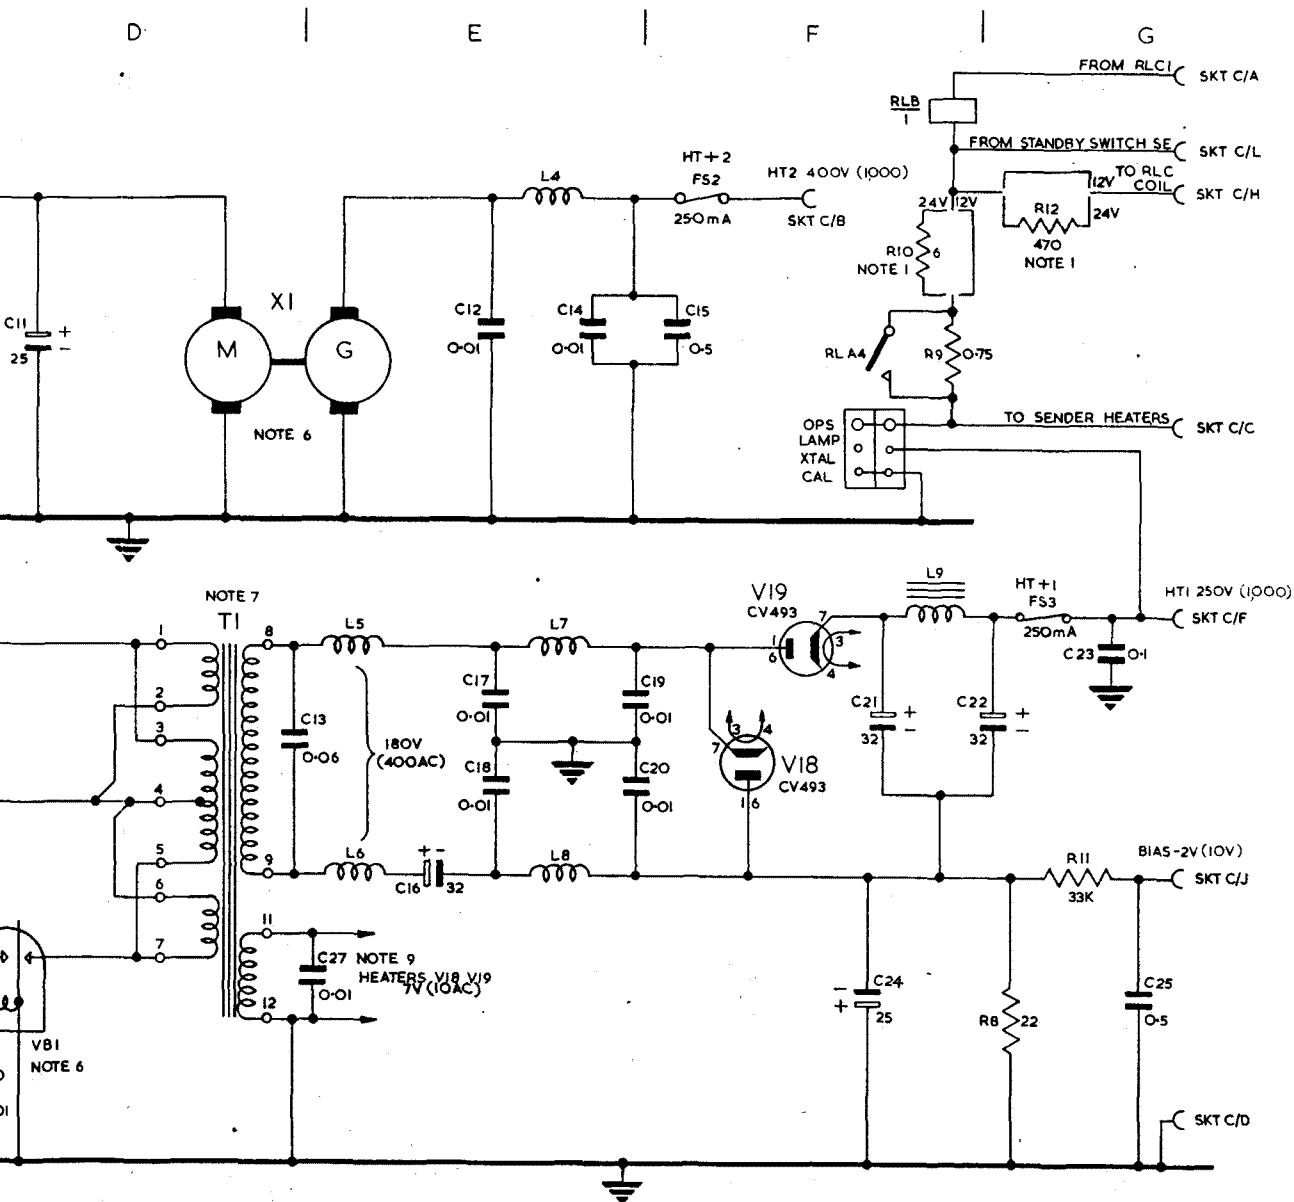 D E F G
FROM RLC1 SKT C/A
RLB
1
FROM STANDBY SWITCH SE SKT C/L
TO RLC
COIL
12V
24V
SKT C/H
24V 12V
R12
470
NOTE 1
R10 6
NOTE 1
HT+2
FS2
250mA
HT2 400V (1,000)
SKT C/B
L4
C11 + -
25
X1
M G
NOTE 6
C12
0·01
C14
0·01
C15
0·5
RL A4
R9 0·75
TO SENDER HEATERS SKT C/C
OPS
LAMP
XTAL
CAL
NOTE 7
T1
1
2
3
4
5
6
7
8
9
11
12
L5
L6
L7
L8
C13
0·06
180V
(400AC)
C16 + - 32
C17
0·01
C18
0·01
C19
0·01
C20
0·01
V19
CV493
1
6
7
3
4
V18
CV493
7
3
4
1 6
L9
C21 + -
32
C22 + -
32
HT+1
FS3
250mA
HT1 250V (1,000)
SKT C/F
C23 0·1
BIAS-2V (10V)
SKT C/J
R11
33K
C27
0·01
NOTE 9
HEATERS V18 V19
7V (10AC)
- + C24
25
R8 22
C25
0·5
SKT C/D
VB1
NOTE 6